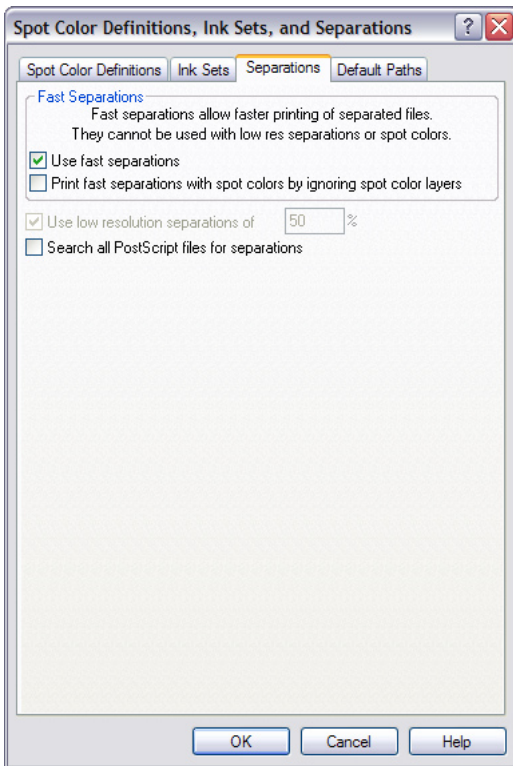 Spot Color Definitions, Ink Sets, and Separations
Spot Color Definitions Ink Sets Separations Default Paths
Fast Separations
Fast separations allow faster printing of separated files.
They cannot be used with low res separations or spot colors.
Use fast separations
Print fast separations with spot colors by ignoring spot color layers
Use low resolution separations of 50 %
Search all PostScript files for separations
OK Cancel Help